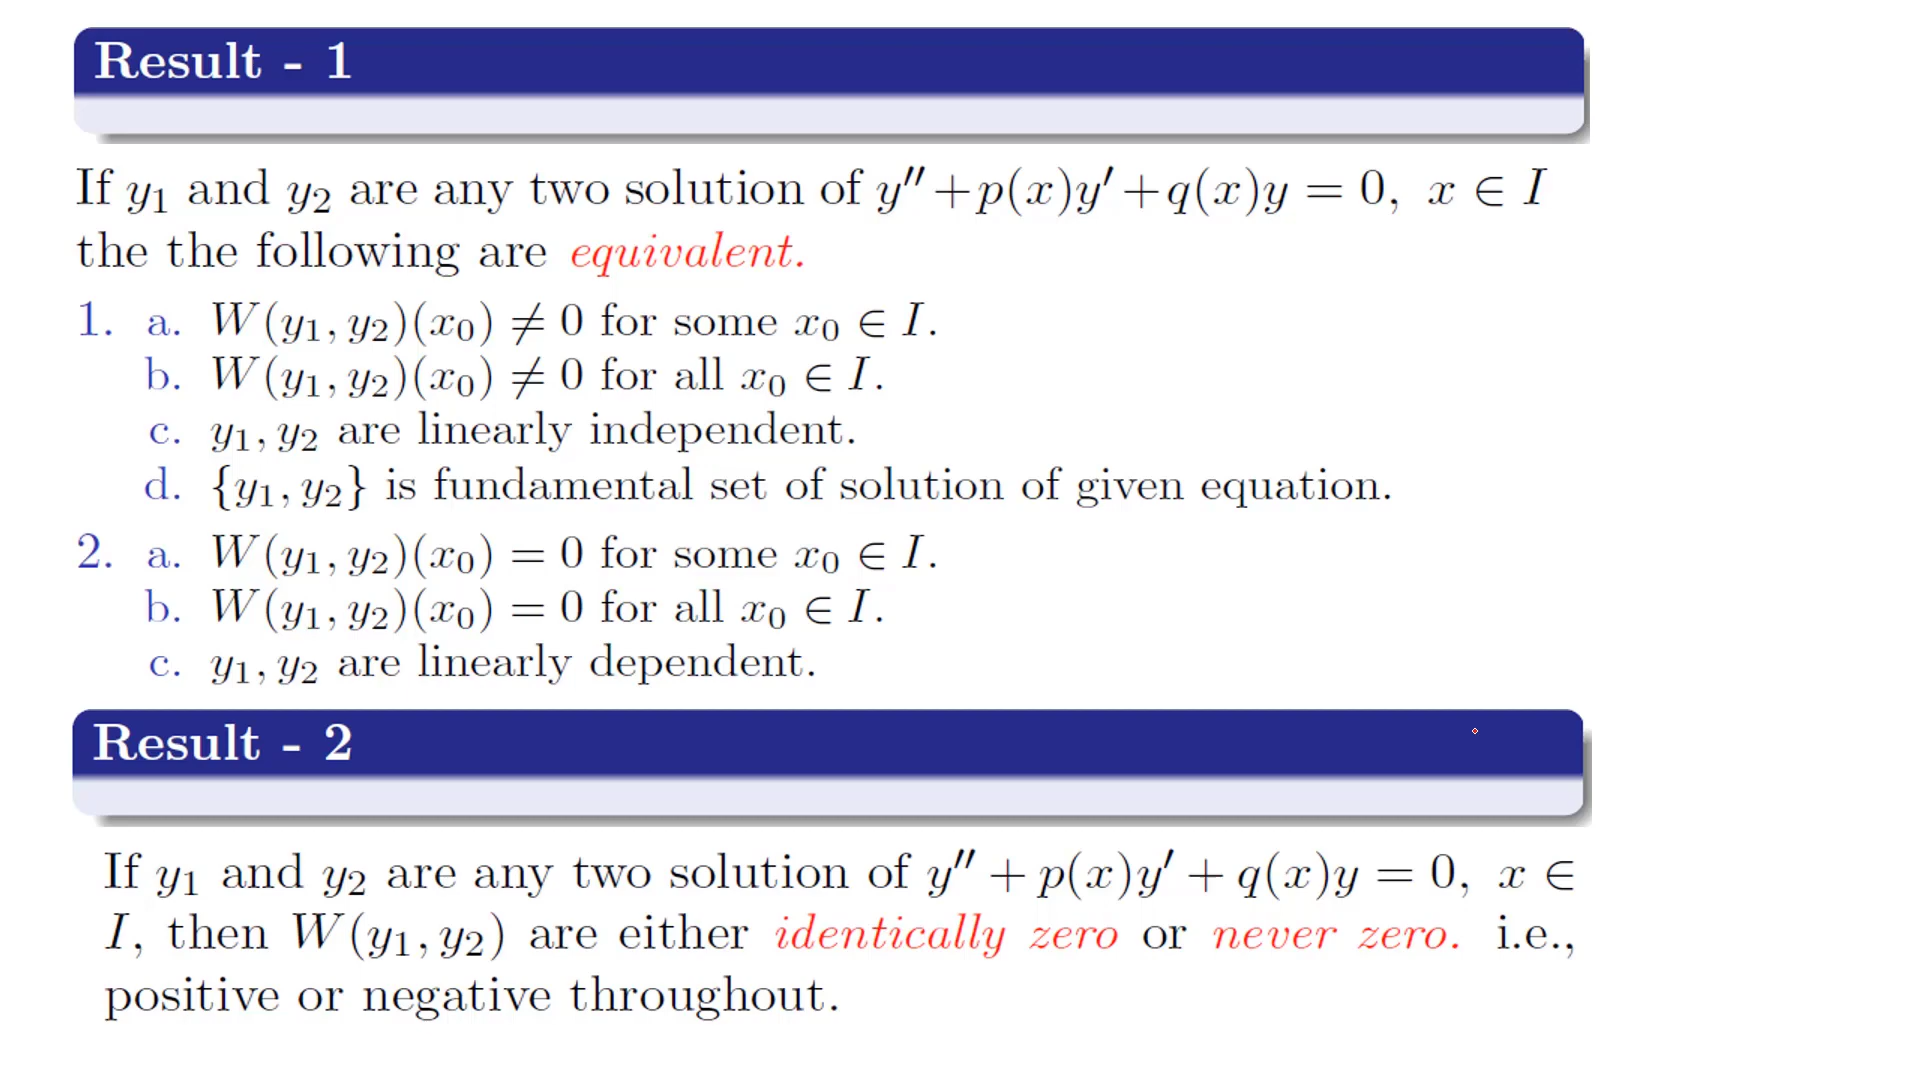 Result - 1
If y₁ and y₂ are any two solution of y″ + p(x)y′ + q(x)y = 0, x ∈ I
the the following are equivalent.
1. a. W(y₁, y₂)(x₀) ≠ 0 for some x₀ ∈ I.
b. W(y₁, y₂)(x₀) ≠ 0 for all x₀ ∈ I.
c. y₁, y₂ are linearly independent.
d. {y₁, y₂} is fundamental set of solution of given equation.
2. a. W(y₁, y₂)(x₀) = 0 for some x₀ ∈ I.
b. W(y₁, y₂)(x₀) = 0 for all x₀ ∈ I.
c. y₁, y₂ are linearly dependent.
Result - 2
If y₁ and y₂ are any two solution of y″ + p(x)y′ + q(x)y = 0, x ∈
I, then W(y₁, y₂) are either identically zero or never zero. i.e.,
positive or negative throughout.